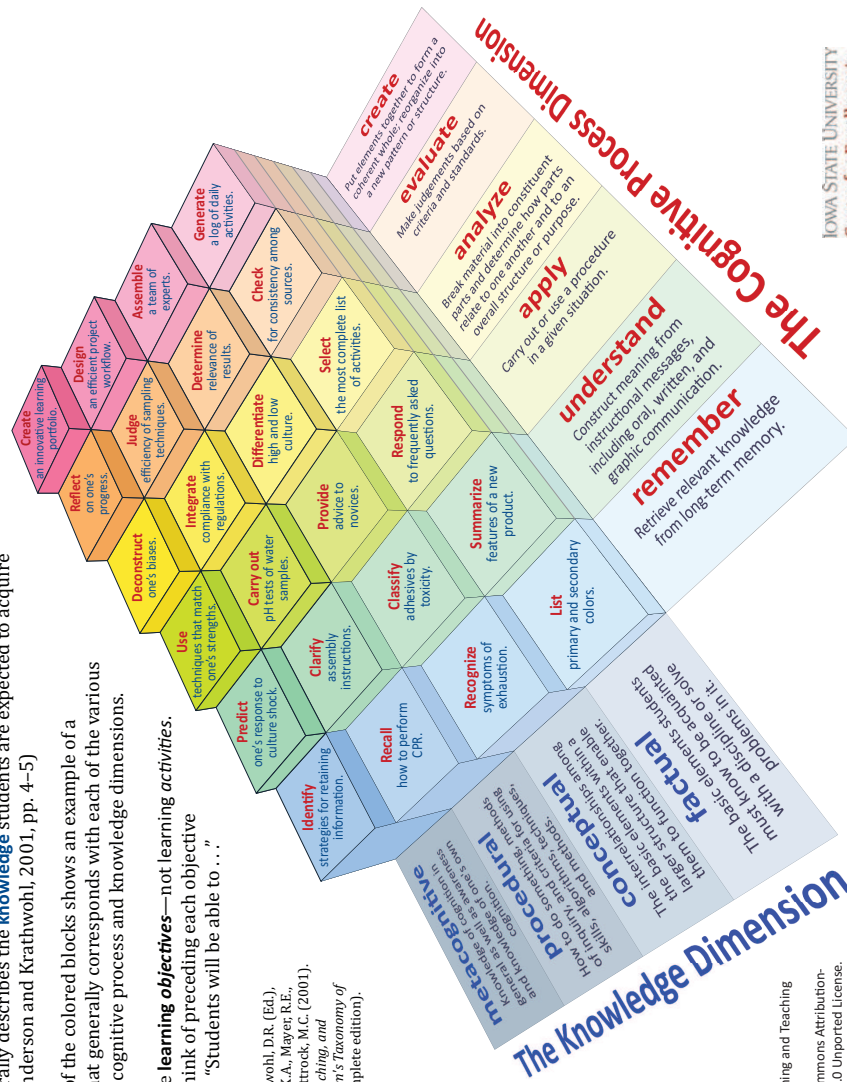 ally describes the knowledge students are expected to acquire
nderson and Krathwohl, 2001, pp. 4–5)
of the colored blocks shows an example of a
at generally corresponds with each of the various
cognitive process and knowledge dimensions.
e learning objectives—not learning activities.
hink of preceding each objective
“Students will be able to . . .”
wohl, D.R. (Ed.),
K.A., Mayer, R.E.,
ttrock, M.C. (2001).
ching, and
m’s Taxonomy of
plete edition).
Create
an innovative learning
portfolio.
Reflect
on one’s
progress.
Deconstruct
one’s biases.
Use
techniques that match
one’s strengths.
Predict
one’s response to
culture shock.
Identify
strategies for retaining
information.
Design
an efficient project
workflow.
Judge
efficiency of sampling
techniques.
Integrate
compliance with
regulations.
Carry out
pH tests of water
samples.
Clarify
assembly
instructions.
Recall
how to perform
CPR.
Assemble
a team of
experts.
Determine
relevance of
results.
Differentiate
high and low
culture.
Provide
advice to
novices.
Classify
adhesives by
toxicity.
Recognize
symptoms of
exhaustion.
Generate
a log of daily
activities.
Check
for consistency among
sources.
Select
the most complete list
of activities.
Respond
to frequently asked
questions.
Summarize
features of a new
product.
List
primary and secondary
colors.
metacognitive
Knowledge of cognition in
general as well as awareness
and knowledge of one’s own
cognition.
procedural
How to do something, methods
of inquiry, and criteria for using
skills, algorithms, techniques,
and methods.
conceptual
The interrelationships among
the basic elements within a
larger structure that enable
them to function together.
factual
The basic elements students
must know to be acquainted
with a discipline or solve
problems in it.
The Knowledge Dimension
create
Put elements together to form a
coherent whole; reorganize into
a new pattern or structure.
evaluate
Make judgements based on
criteria and standards.
analyze
Break material into constituent
parts and determine how parts
relate to one another and to an
overall structure or purpose.
apply
Carry out or use a procedure
in a given situation.
understand
Construct meaning from
instructional messages,
including oral, written, and
graphic communication.
remember
Retrieve relevant knowledge
from long-term memory.
The Cognitive Process Dimension
ing and Teaching
mmons Attribution-
.0 Unported License.
IOWA STATE UNIVERSITY